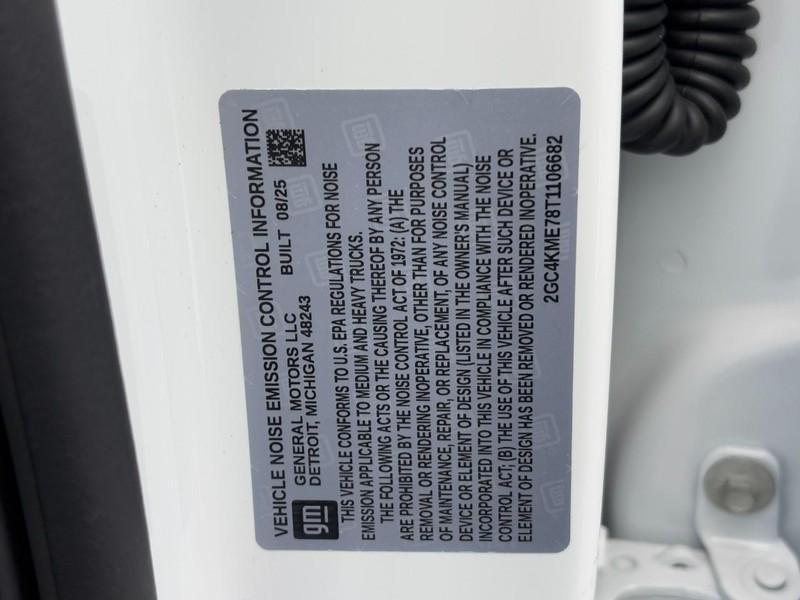 VEHICLE NOISE EMISSION CONTROL INFORMATION
gm
GENERAL MOTORS LLC
DETROIT, MICHIGAN 48243
BUILT 08/25
THIS VEHICLE CONFORMS TO U.S. EPA REGULATIONS FOR NOISE
EMISSION APPLICABLE TO MEDIUM AND HEAVY TRUCKS.
THE FOLLOWING ACTS OR THE CAUSING THEREOF BY ANY PERSON
ARE PROHIBITED BY THE NOISE CONTROL ACT OF 1972: (A) THE
REMOVAL OR RENDERING INOPERATIVE, OTHER THAN FOR PURPOSES
OF MAINTENANCE, REPAIR, OR REPLACEMENT, OF ANY NOISE CONTROL
DEVICE OR ELEMENT OF DESIGN (LISTED IN THE OWNER'S MANUAL)
INCORPORATED INTO THIS VEHICLE IN COMPLIANCE WITH THE NOISE
CONTROL ACT; (B) THE USE OF THIS VEHICLE AFTER SUCH DEVICE OR
ELEMENT OF DESIGN HAS BEEN REMOVED OR RENDERED INOPERATIVE.
2GC4KME78T1106682